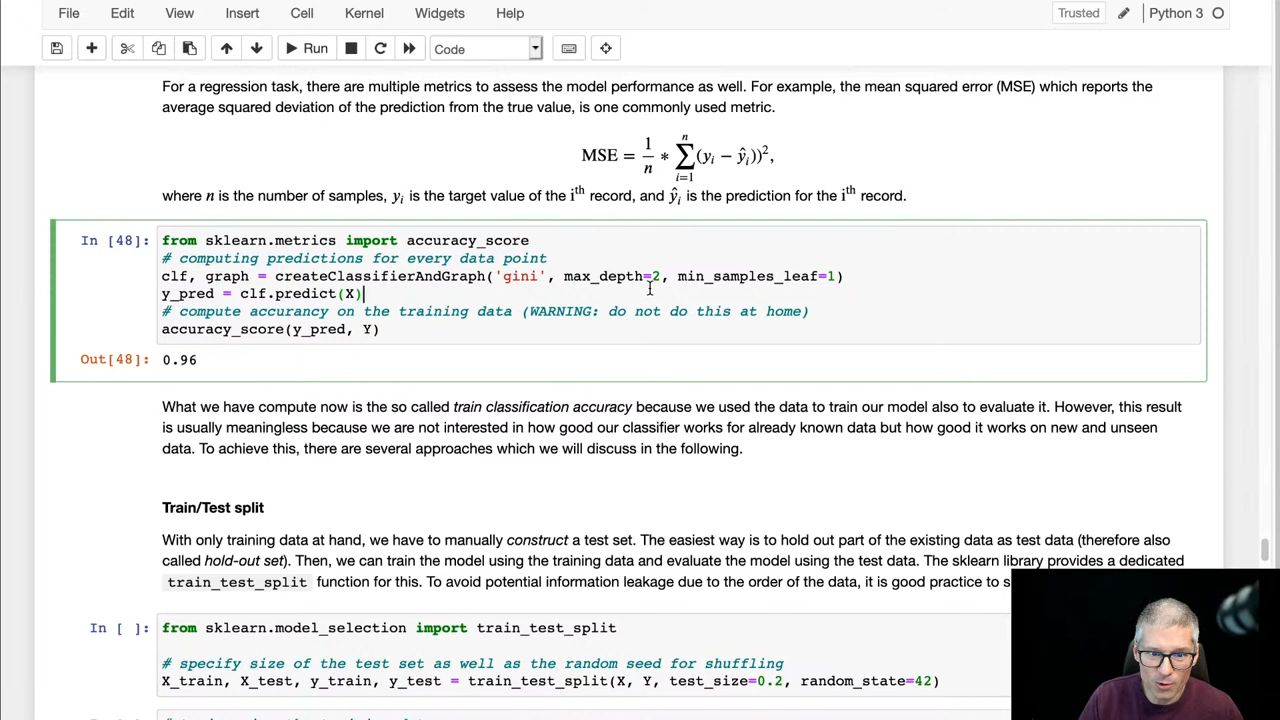 File Edit View Insert Cell Kernel Widgets Help Trusted Python 3
Run Code
For a regression task, there are multiple metrics to assess the model performance as well. For example, the mean squared error (MSE) which reports the
average squared deviation of the prediction from the true value, is one commonly used metric.
MSE = 1/n * ∑_{i=1}^{n} (y_i − ŷ_i))²,
where n is the number of samples, y_i is the target value of the i^th record, and ŷ_i is the prediction for the i^th record.
In [48]: from sklearn.metrics import accuracy_score
# computing predictions for every data point
clf, graph = createClassifierAndGraph('gini', max_depth=2, min_samples_leaf=1)
y_pred = clf.predict(X)
# compute accurancy on the training data (WARNING: do not do this at home)
accuracy_score(y_pred, Y)
Out[48]: 0.96
What we have compute now is the so called train classification accuracy because we used the data to train our model also to evaluate it. However, this result
is usually meaningless because we are not interested in how good our classifier works for already known data but how good it works on new and unseen
data. To achieve this, there are several approaches which we will discuss in the following.
Train/Test split
With only training data at hand, we have to manually construct a test set. The easiest way is to hold out part of the existing data as test data (therefore also
called hold-out set). Then, we can train the model using the training data and evaluate the model using the test data. The sklearn library provides a dedicated
train_test_split function for this. To avoid potential information leakage due to the order of the data, it is good practice to
In [ ]: from sklearn.model_selection import train_test_split
# specify size of the test set as well as the random seed for shuffling
X_train, X_test, y_train, y_test = train_test_split(X, Y, test_size=0.2, random_state=42)